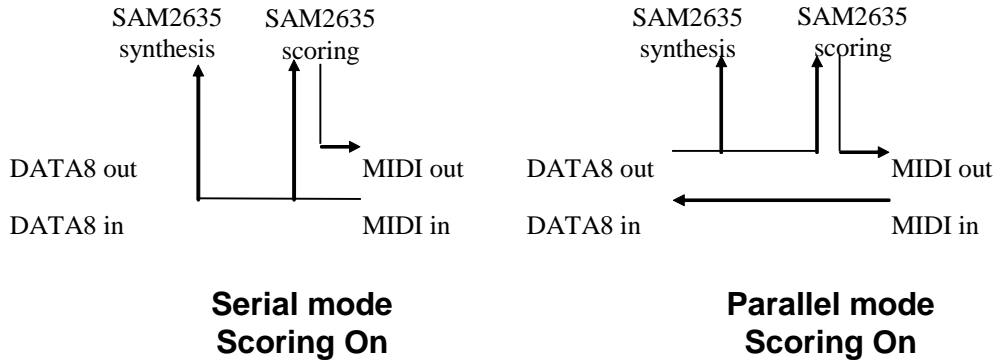 SAM2635 synthesis
SAM2635 scoring
DATA8 out
MIDI out
DATA8 in
MIDI in
Serial mode
Scoring On
SAM2635 synthesis
SAM2635 scoring
DATA8 out
MIDI out
DATA8 in
MIDI in
Parallel mode
Scoring On